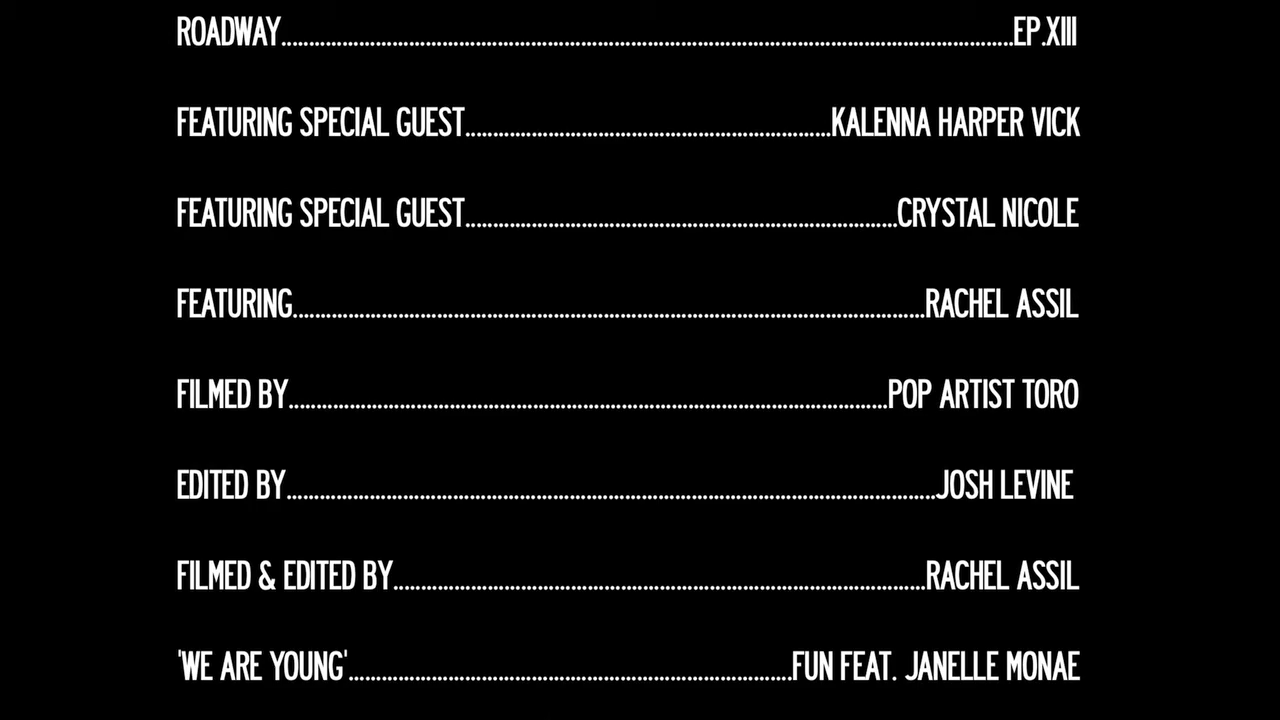 ROADWAY................................................................................................................................EP.XIII
FEATURING SPECIAL GUEST................................................................KALENNA HARPER VICK
FEATURING SPECIAL GUEST............................................................................CRYSTAL NICOLE
FEATURING................................................................................................................RACHEL ASSIL
FILMED BY..........................................................................................................POP ARTIST TORO
EDITED BY...................................................................................................................JOSH LEVINE
FILMED & EDITED BY..............................................................................................RACHEL ASSIL
'WE ARE YOUNG'..............................................................................FUN FEAT. JANELLE MONAE